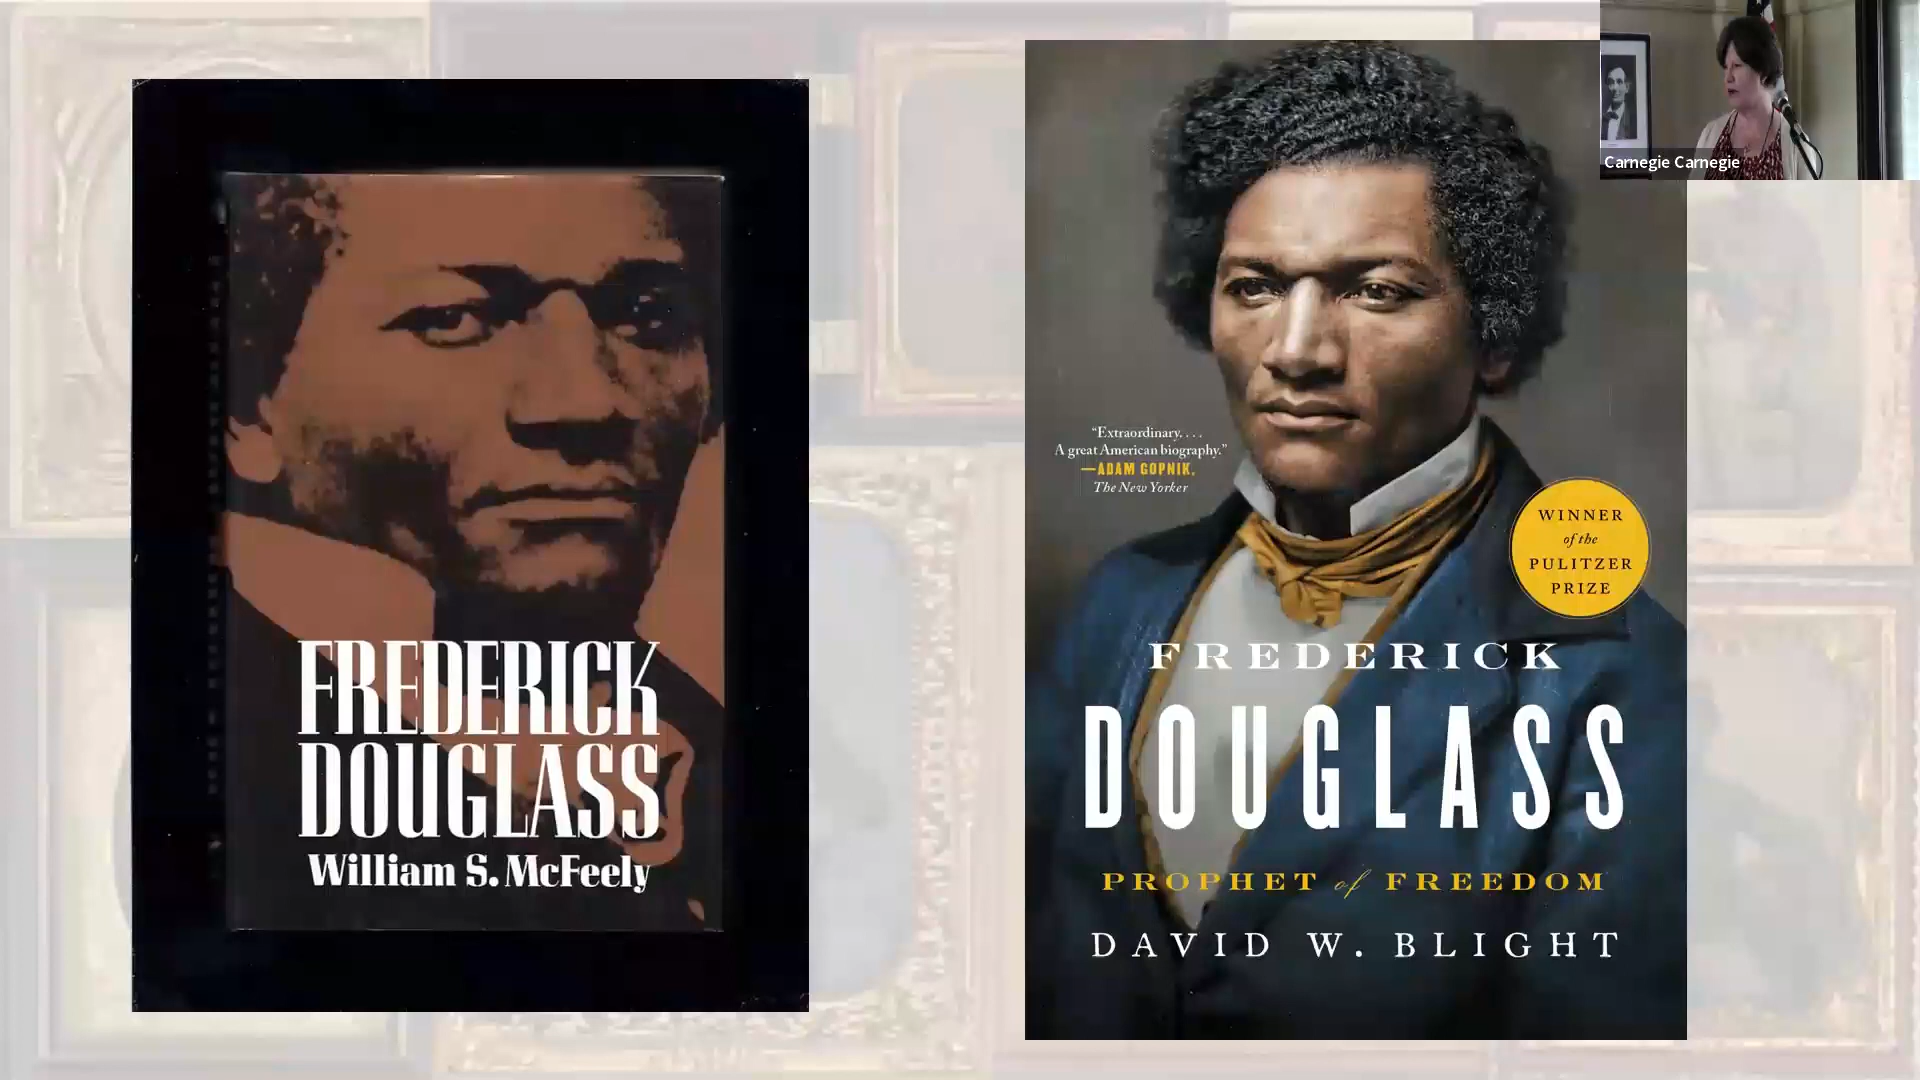 FREDERICK
DOUGLASS
William S. McFeely
“Extraordinary. . . .
A great American biography.”
—ADAM GOPNIK,
The New Yorker
WINNER
of the
PULITZER
PRIZE
FREDERICK
DOUGLASS
PROPHET of FREEDOM
DAVID W. BLIGHT
Carnegie Carnegie